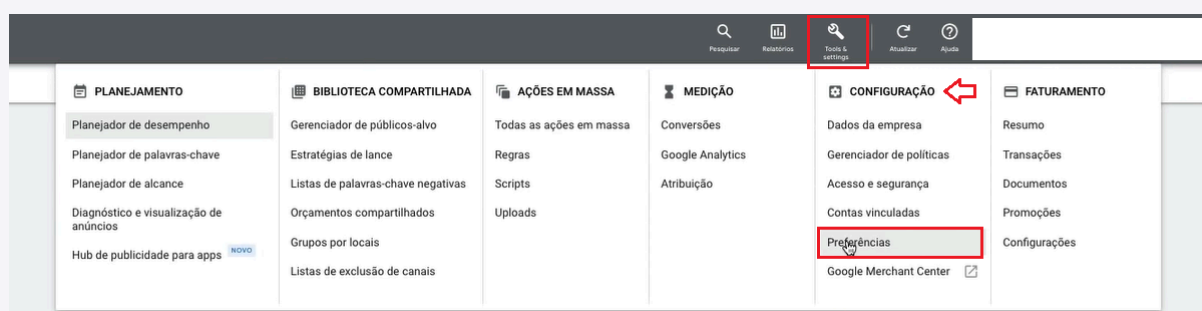 Pesquisar
Relatórios
Tools &
settings
Atualizar
Ajuda
PLANEJAMENTO
Planejador de desempenho
Planejador de palavras-chave
Planejador de alcance
Diagnóstico e visualização de
anúncios
Hub de publicidade para apps NOVO
BIBLIOTECA COMPARTILHADA
Gerenciador de públicos-alvo
Estratégias de lance
Listas de palavras-chave negativas
Orçamentos compartilhados
Grupos por locais
Listas de exclusão de canais
AÇÕES EM MASSA
Todas as ações em massa
Regras
Scripts
Uploads
MEDIÇÃO
Conversões
Google Analytics
Atribuição
CONFIGURAÇÃO
Dados da empresa
Gerenciador de políticas
Acesso e segurança
Contas vinculadas
Preferências
Google Merchant Center
FATURAMENTO
Resumo
Transações
Documentos
Promoções
Configurações